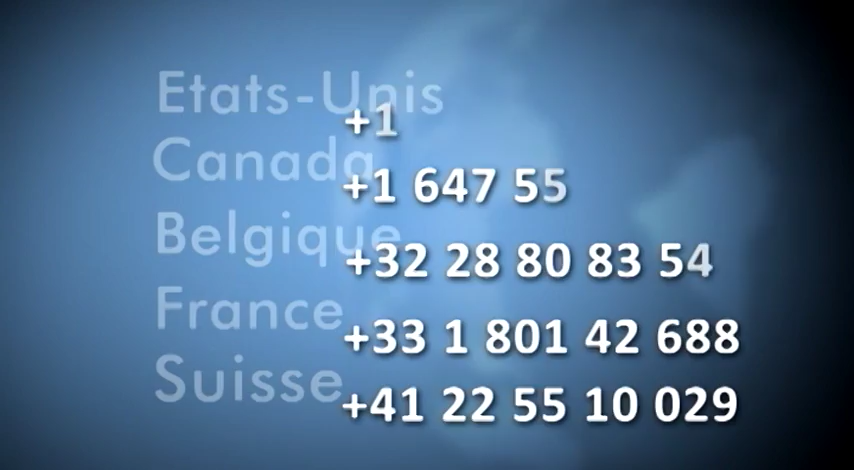 Etats-Unis
+1
Canada
+1 647 55
Belgique
+32 28 80 83 54
France
+33 1 801 42 688
Suisse
+41 22 55 10 029